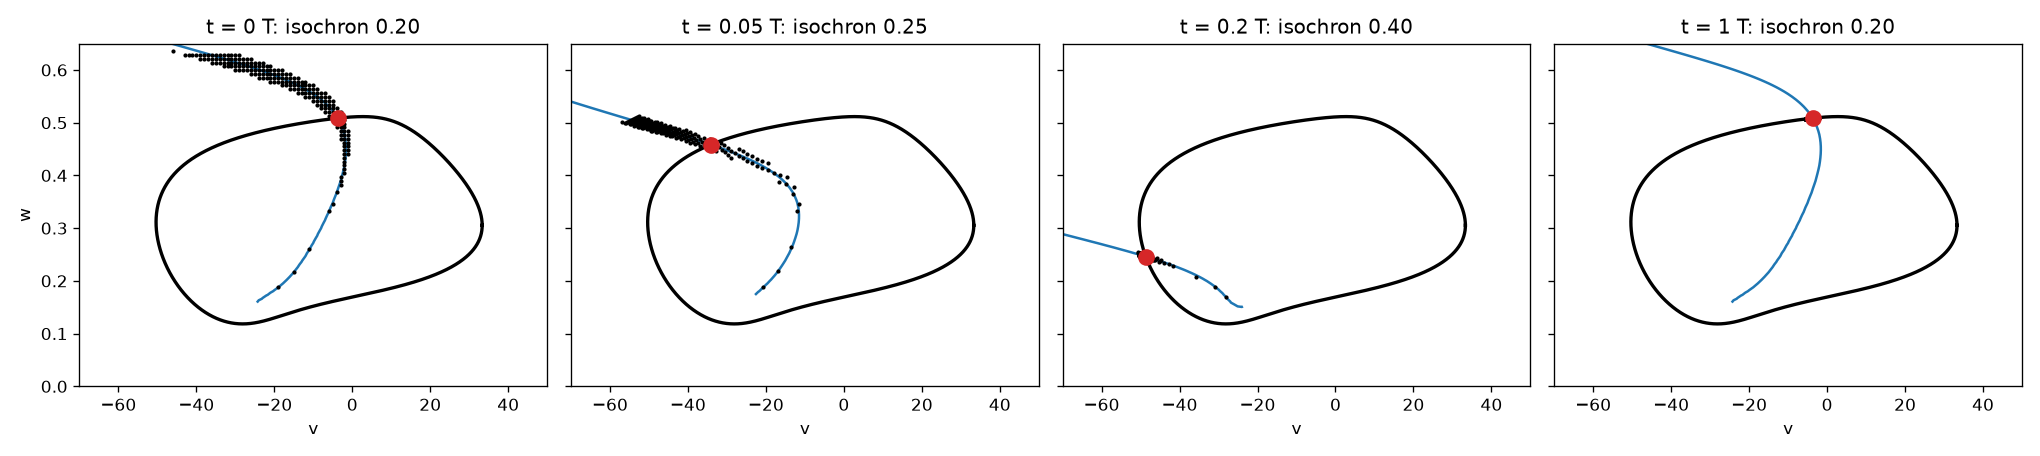 t = 0 T: isochron 0.20
t = 0.05 T: isochron 0.25
t = 0.2 T: isochron 0.40
t = 1 T: isochron 0.20
0.6
0.5
0.4
0.3
0.2
0.1
0.0
w
−60 −40 −20 0 20 40
−60 −40 −20 0 20 40
−60 −40 −20 0 20 40
−60 −40 −20 0 20 40
v
v
v
v